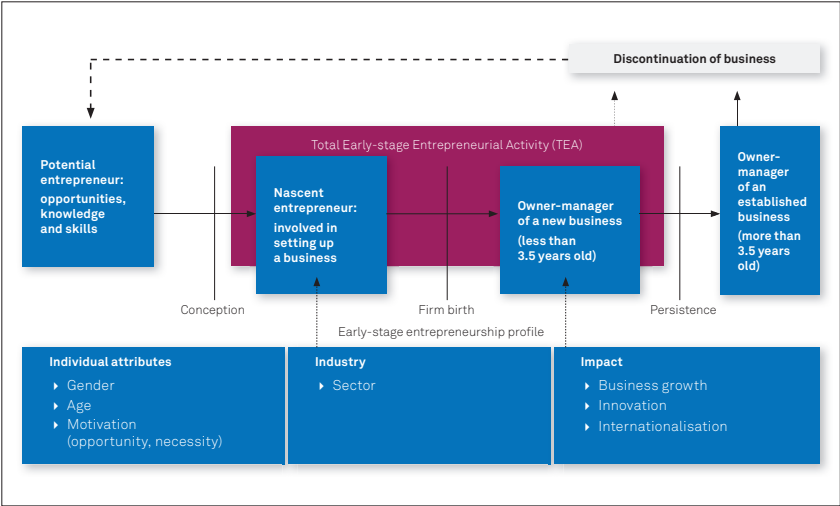 Discontinuation of business
Total Early-stage Entrepreneurial Activity (TEA)
Potential
entrepreneur:
opportunities,
knowledge
and skills
Nascent
entrepreneur:
involved in
setting up
a business
Owner-manager
of a new business
(less than
3.5 years old)
Owner-
manager
of an
established
business
(more than
3.5 years
old)
Conception
Firm birth
Persistence
Early-stage entrepreneurship profile
Individual attributes
Gender
Age
Motivation
(opportunity, necessity)
Industry
Sector
Impact
Business growth
Innovation
Internationalisation